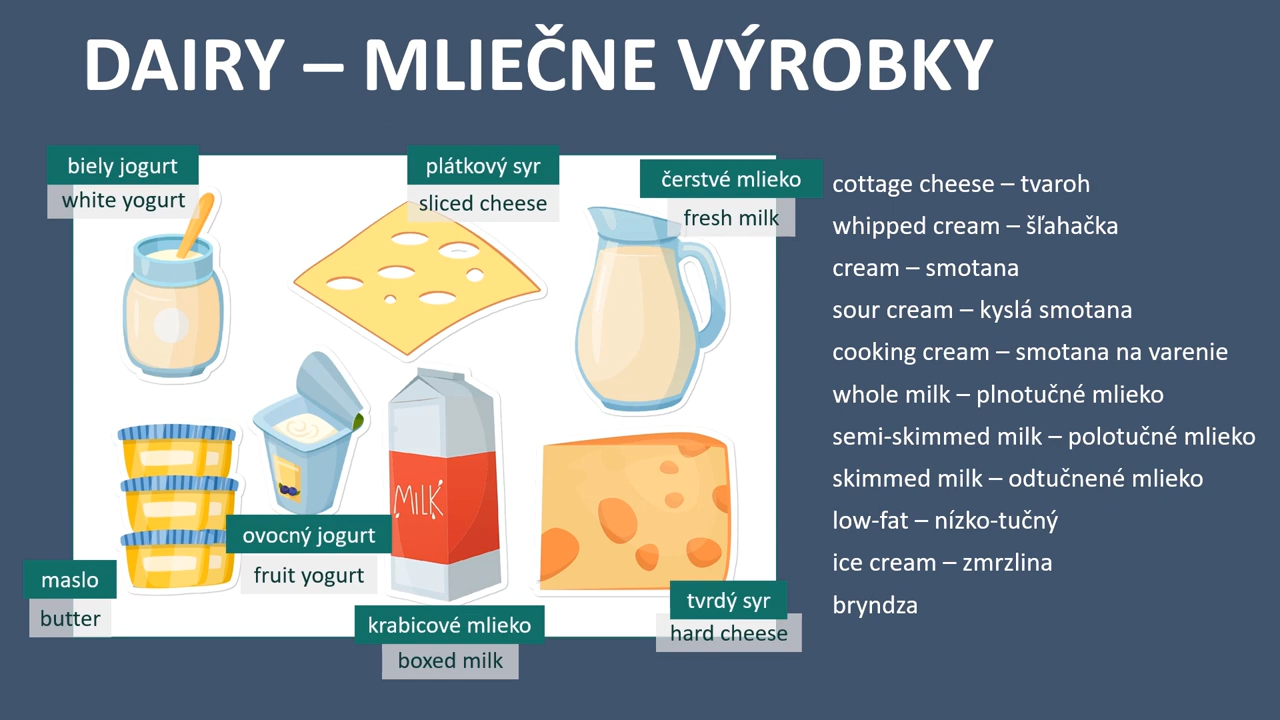 DAIRY – MLIEČNE VÝROBKY
biely jogurt
white yogurt
plátkový syr
sliced cheese
čerstvé mlieko
fresh milk
MILK
ovocný jogurt
fruit yogurt
maslo
butter
krabicové mlieko
boxed milk
tvrdý syr
hard cheese
cottage cheese – tvaroh
whipped cream – šľahačka
cream – smotana
sour cream – kyslá smotana
cooking cream – smotana na varenie
whole milk – plnotučné mlieko
semi-skimmed milk – polotučné mlieko
skimmed milk – odtučnené mlieko
low-fat – nízko-tučný
ice cream – zmrzlina
bryndza